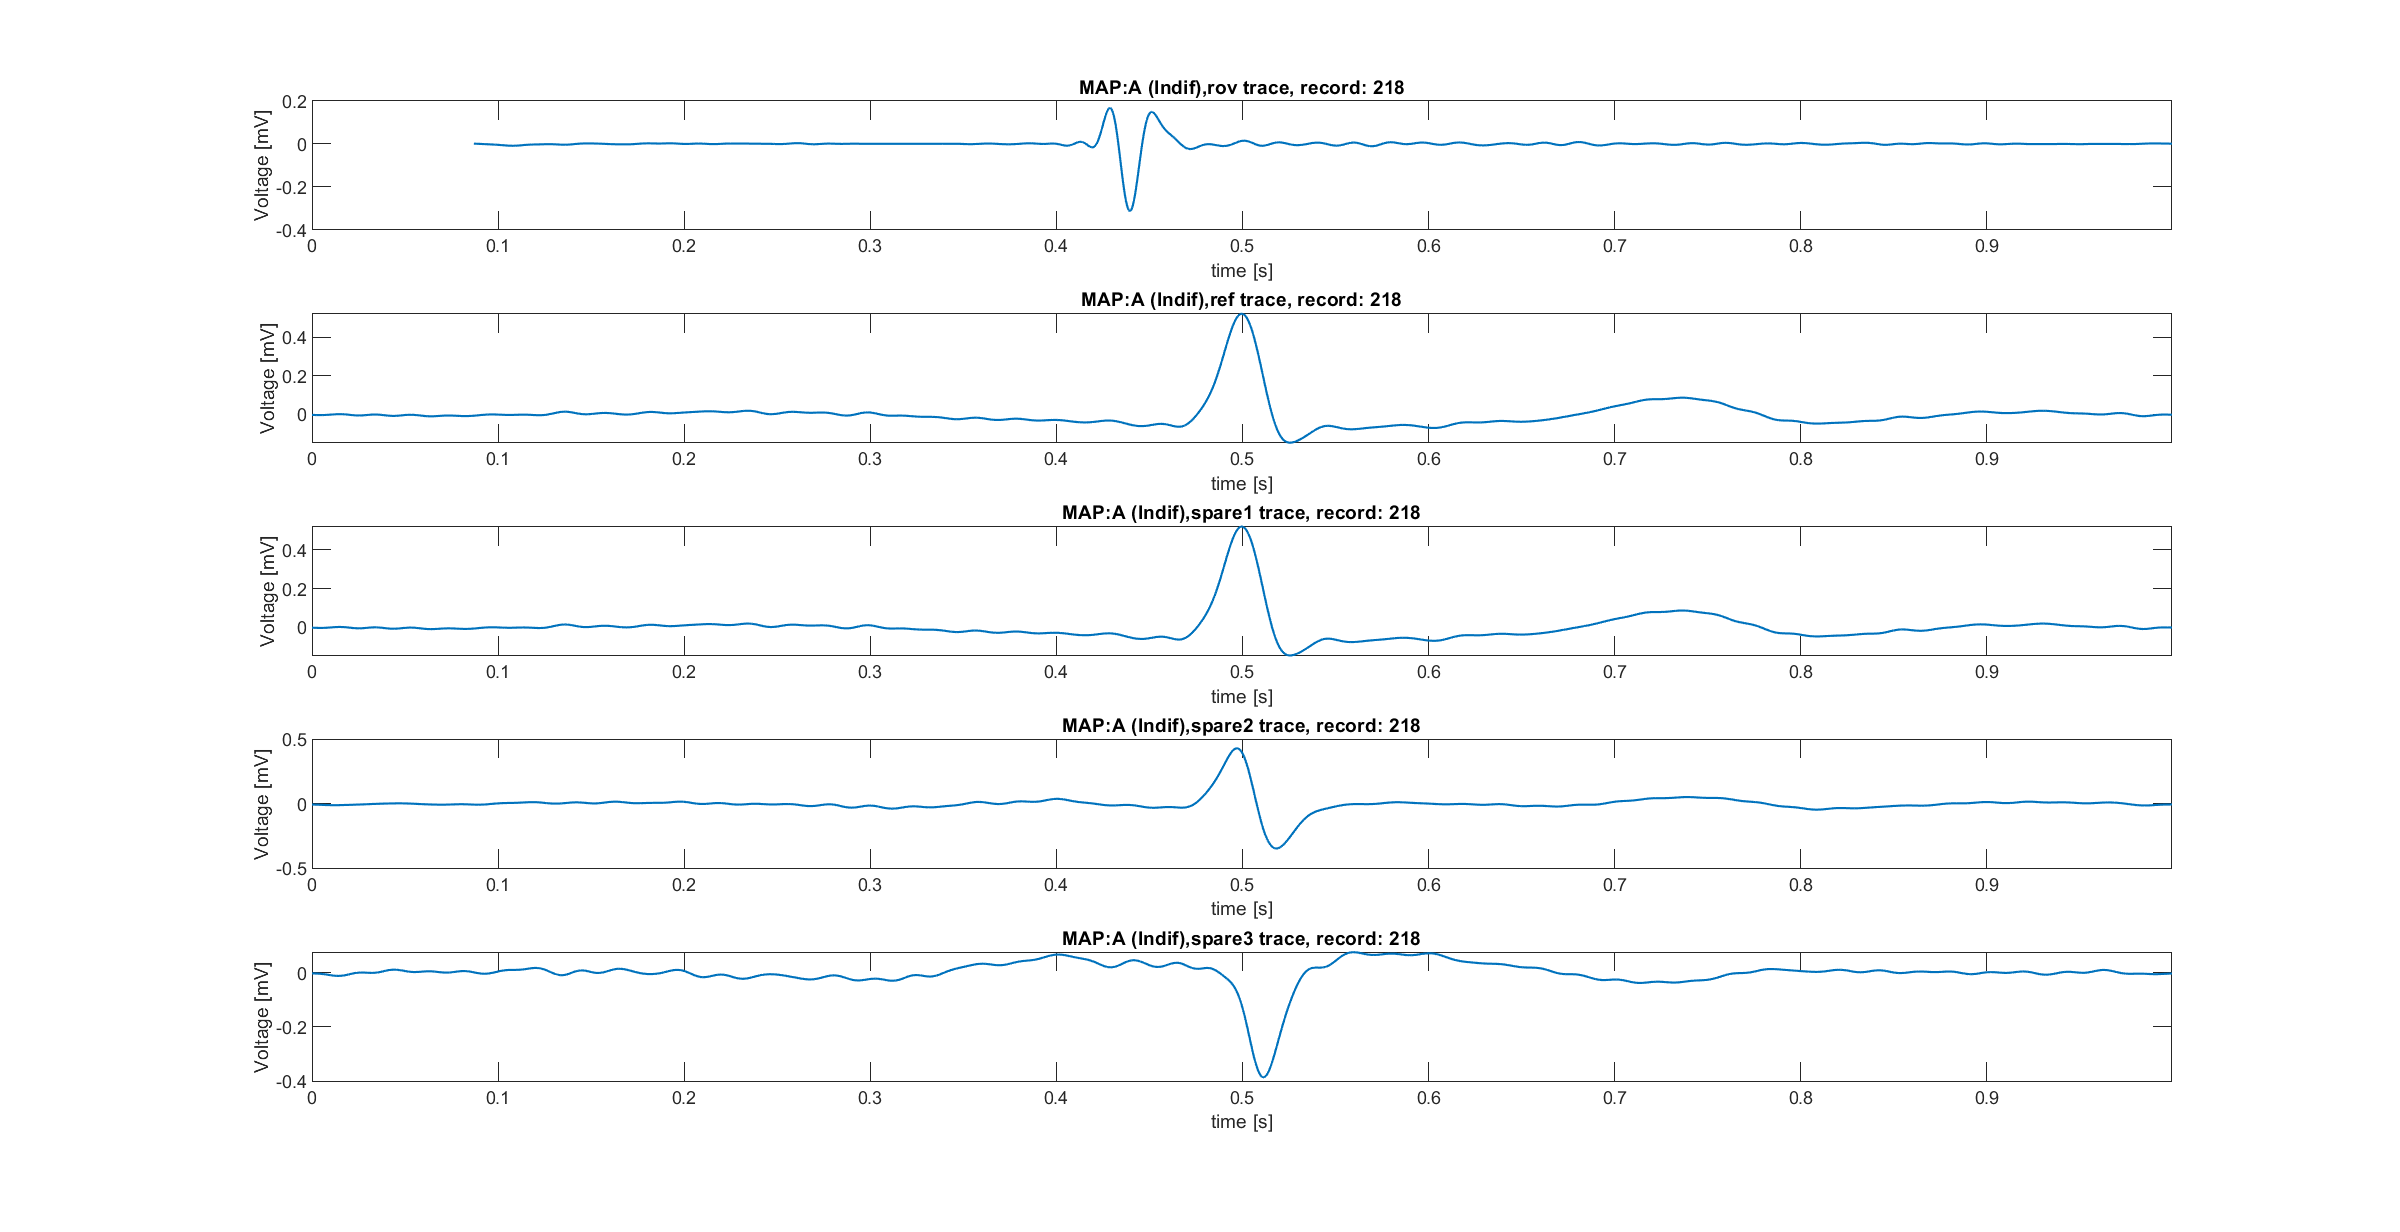 MAP:A (Indif),rov trace, record: 218
Voltage [mV]
0.2
0
-0.2
-0.4
0 0.1 0.2 0.3 0.4 0.5 0.6 0.7 0.8 0.9
time [s]
MAP:A (Indif),ref trace, record: 218
Voltage [mV]
0.4
0.2
0
0 0.1 0.2 0.3 0.4 0.5 0.6 0.7 0.8 0.9
time [s]
MAP:A (Indif),spare1 trace, record: 218
Voltage [mV]
0.4
0.2
0
0 0.1 0.2 0.3 0.4 0.5 0.6 0.7 0.8 0.9
time [s]
MAP:A (Indif),spare2 trace, record: 218
Voltage [mV]
0.5
0
-0.5
0 0.1 0.2 0.3 0.4 0.5 0.6 0.7 0.8 0.9
time [s]
MAP:A (Indif),spare3 trace, record: 218
Voltage [mV]
0
-0.2
-0.4
0 0.1 0.2 0.3 0.4 0.5 0.6 0.7 0.8 0.9
time [s]